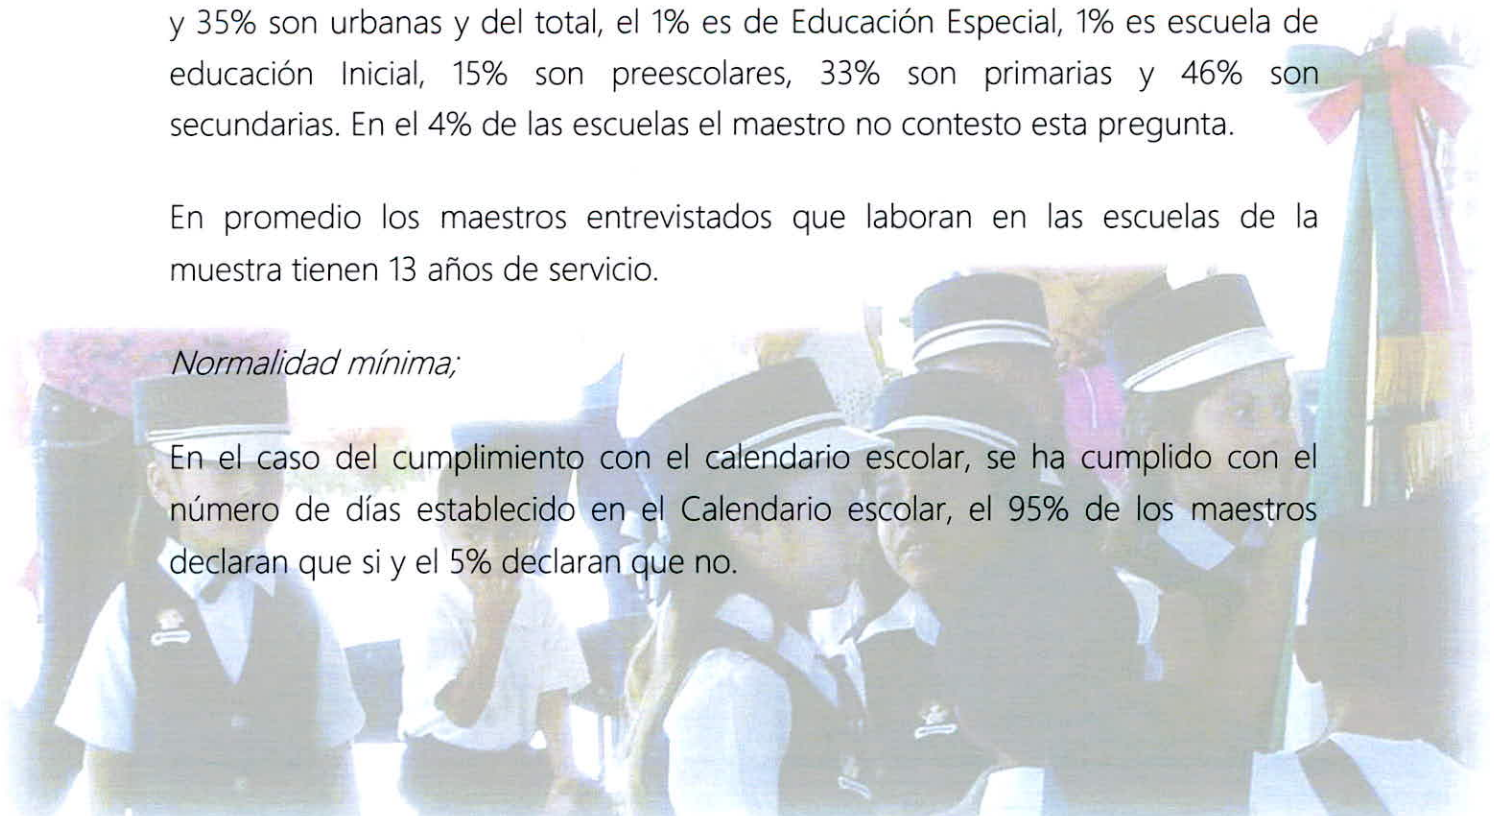 y 35% son urbanas y del total, el 1% es de Educación Especial, 1% es escuela de
educación Inicial, 15% son preescolares, 33% son primarias y 46% son
secundarias. En el 4% de las escuelas el maestro no contesto esta pregunta.
En promedio los maestros entrevistados que laboran en las escuelas de la
muestra tienen 13 años de servicio.
Normalidad mínima;
En el caso del cumplimiento con el calendario escolar, se ha cumplido con el
número de días establecido en el Calendario escolar, el 95% de los maestros
declaran que si y el 5% declaran que no.